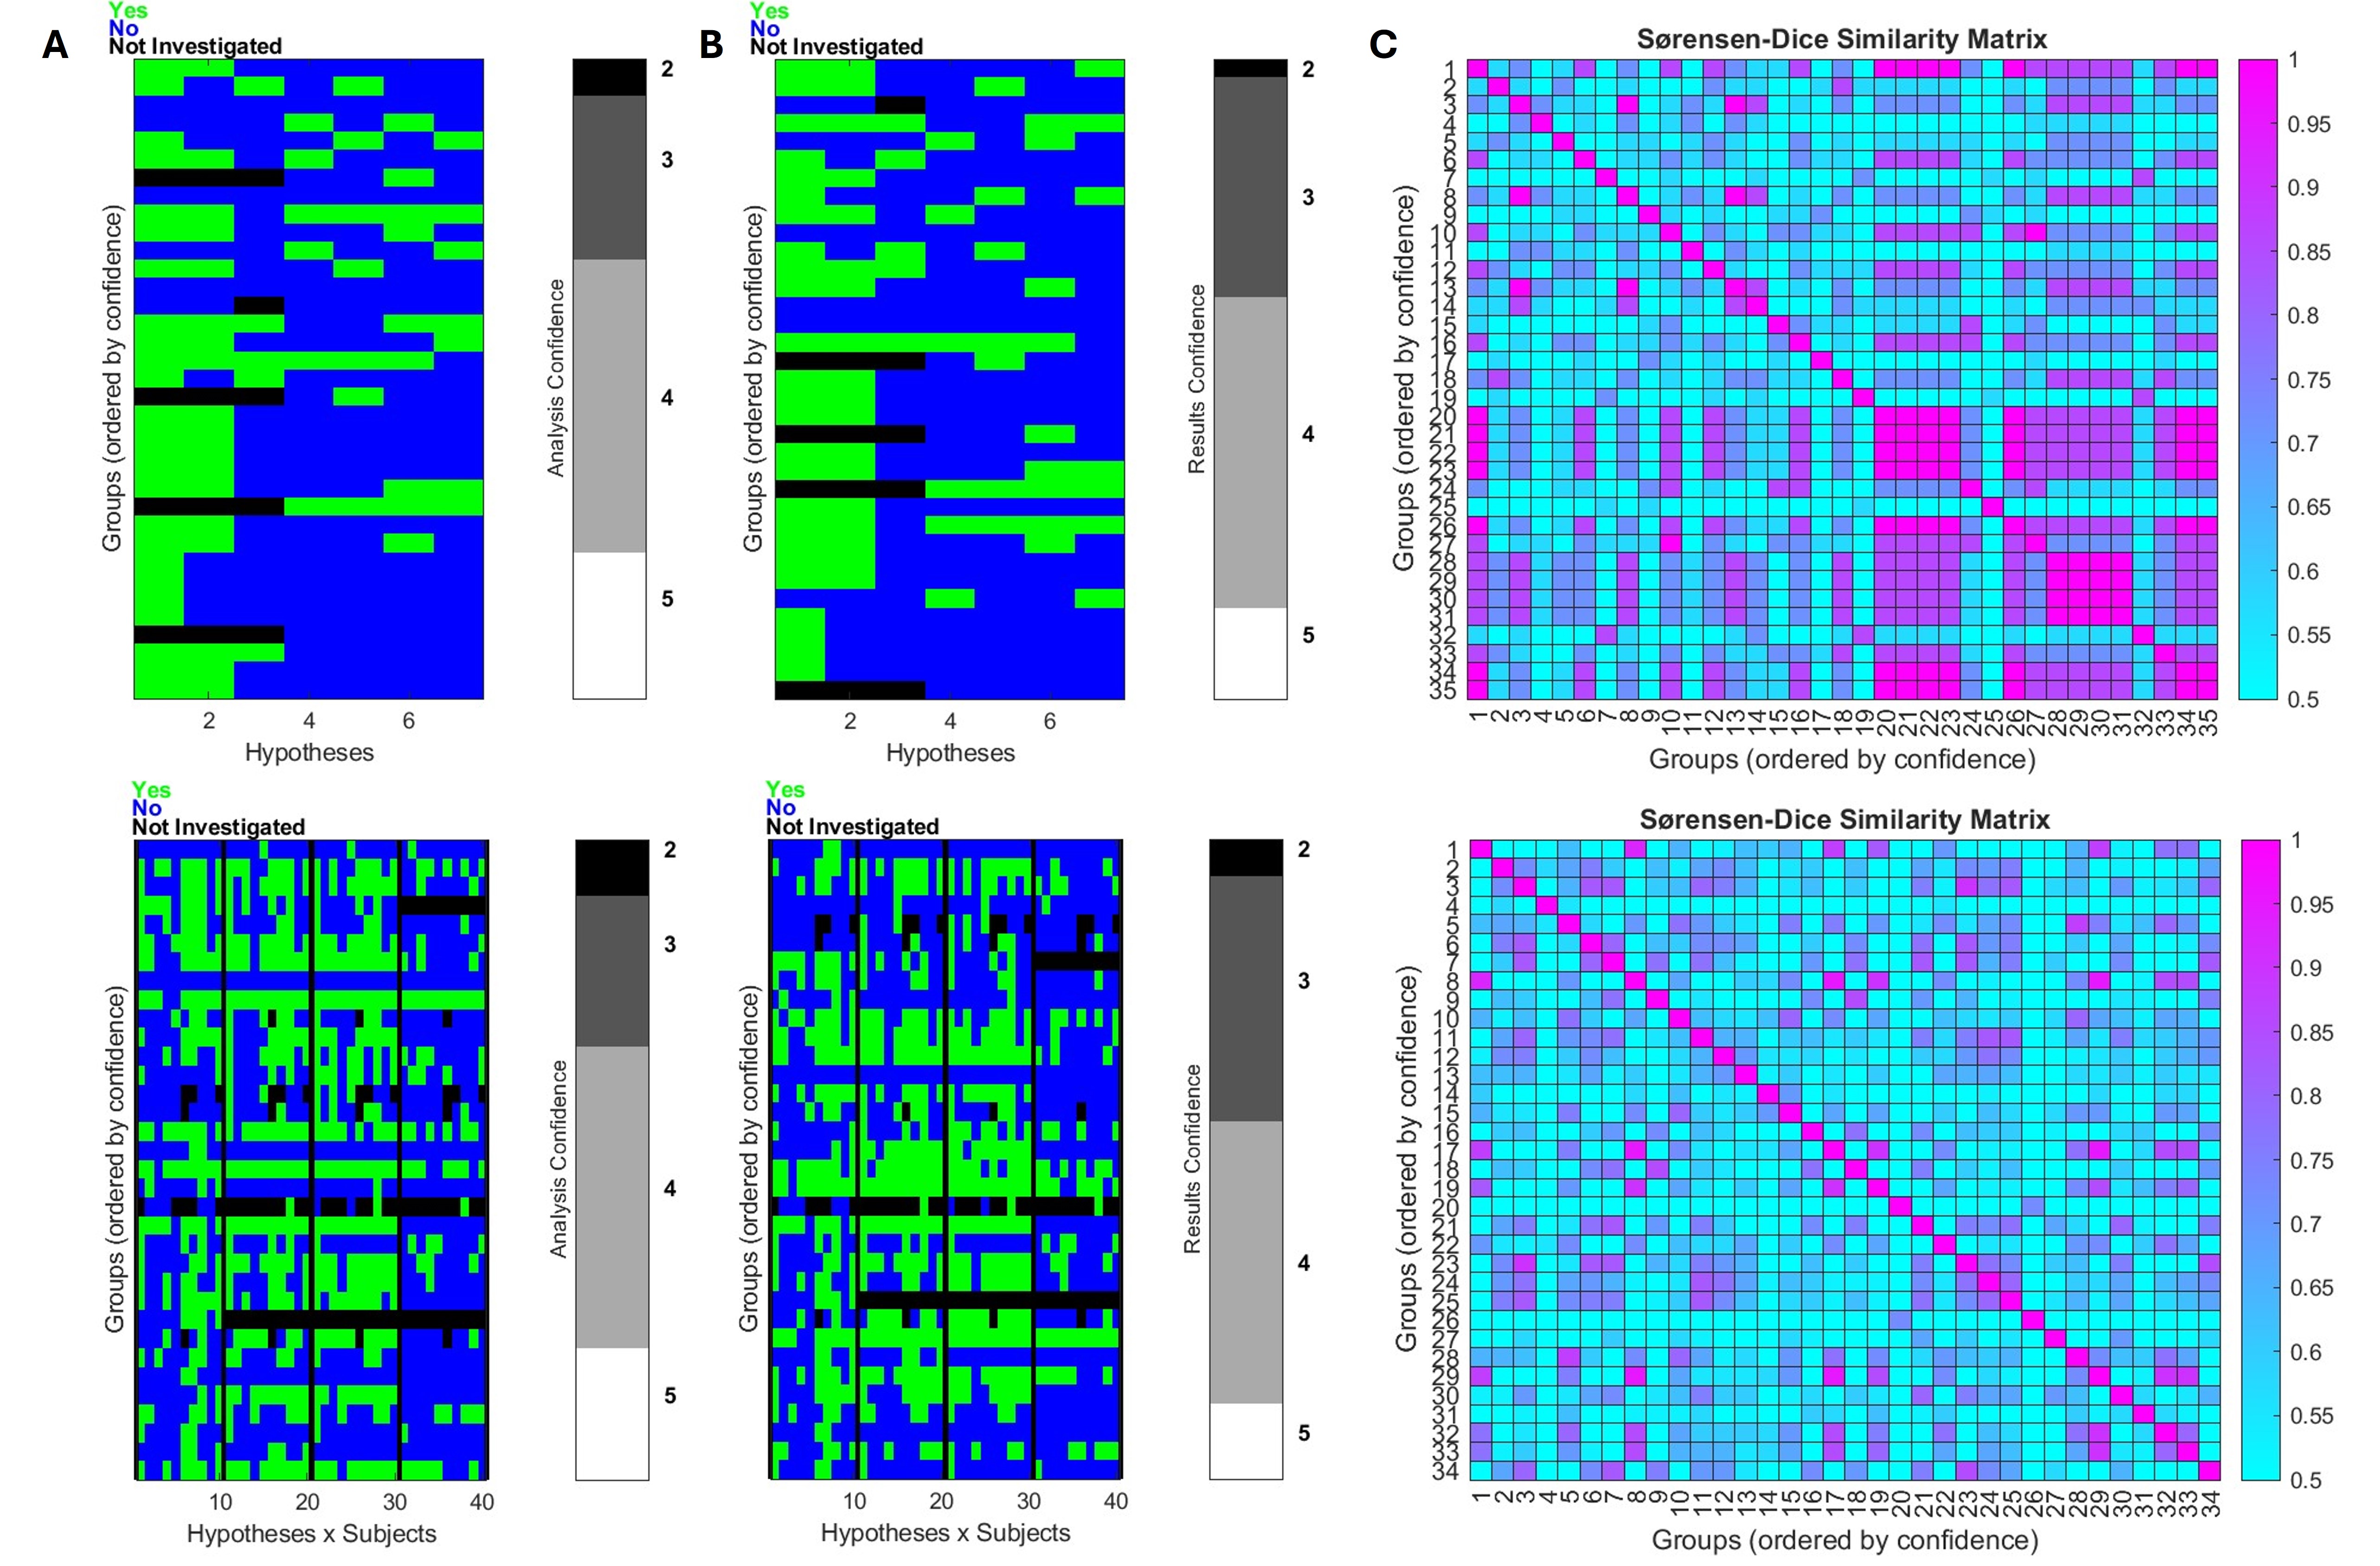 A
Yes
No
Not Investigated
Groups (ordered by confidence)
2 4 6
Hypotheses
Analysis Confidence
2
3
4
5
B
Yes
No
Not Investigated
Groups (ordered by confidence)
2 4 6
Hypotheses
Results Confidence
2
3
4
5
C
Sørensen-Dice Similarity Matrix
Groups (ordered by confidence)
1
2
3
4
5
6
7
8
9
10
11
12
13
14
15
16
17
18
19
20
21
22
23
24
25
26
27
28
29
30
31
32
33
34
35
1 2 3 4 5 6 7 8 9 10 11 12 13 14 15 16 17 18 19 20 21 22 23 24 25 26 27 28 29 30 31 32 33 34 35
Groups (ordered by confidence)
1
0.95
0.9
0.85
0.8
0.75
0.7
0.65
0.6
0.55
0.5
Yes
No
Not Investigated
Groups (ordered by confidence)
10 20 30 40
Hypotheses x Subjects
Analysis Confidence
2
3
4
5
Yes
No
Not Investigated
Groups (ordered by confidence)
10 20 30 40
Hypotheses x Subjects
Results Confidence
2
3
4
5
Sørensen-Dice Similarity Matrix
Groups (ordered by confidence)
1
2
3
4
5
6
7
8
9
10
11
12
13
14
15
16
17
18
19
20
21
22
23
24
25
26
27
28
29
30
31
32
33
34
1 2 3 4 5 6 7 8 9 10 11 12 13 14 15 16 17 18 19 20 21 22 23 24 25 26 27 28 29 30 31 32 33 34
Groups (ordered by confidence)
1
0.95
0.9
0.85
0.8
0.75
0.7
0.65
0.6
0.55
0.5